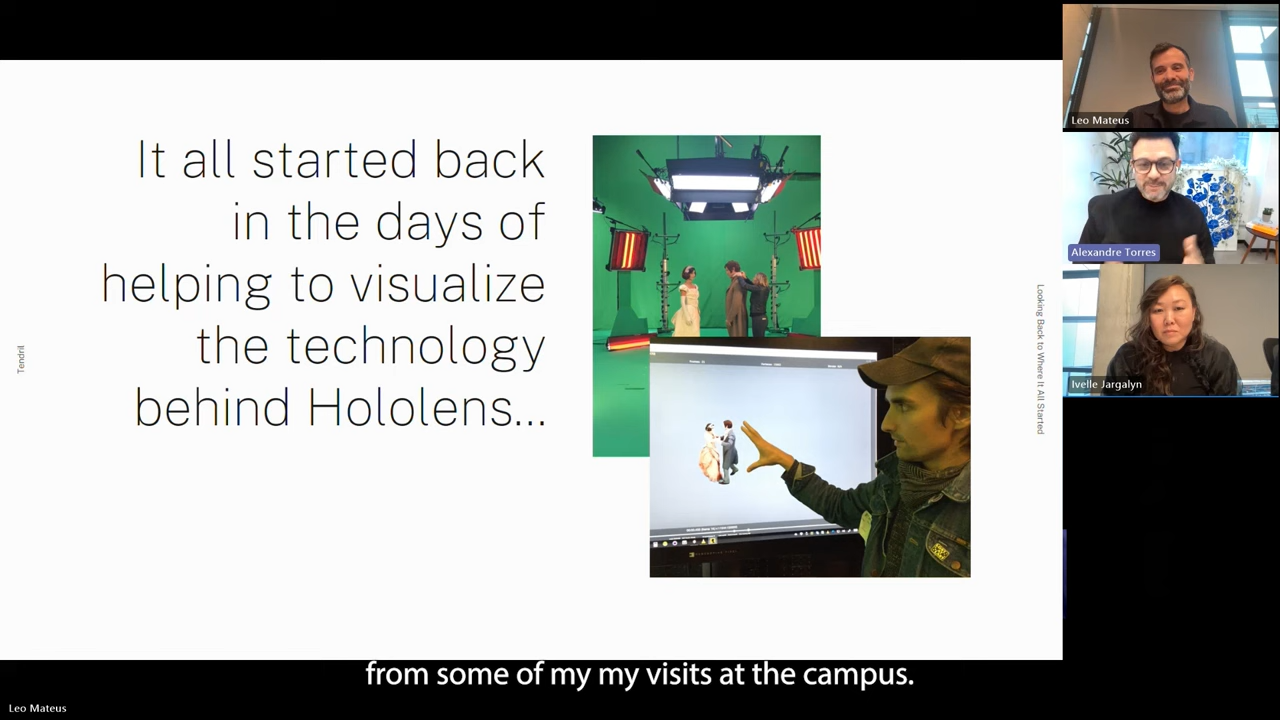 It all started back
in the days of
helping to visualize
the technology
behind Hololens...
Tendril
Looking Back to Where It All Started
Leo Mateus
Alexandre Torres
Ivelle Jargalyn
from some of my my visits at the campus.
Leo Mateus